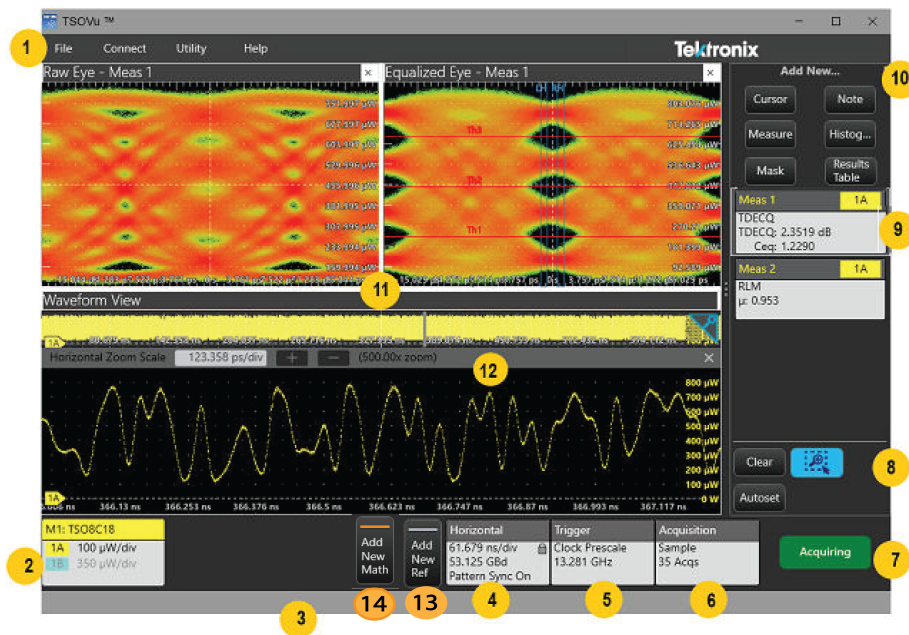 TSOVu ™
1
File Connect Utility Help
Tektronix
Raw Eye - Meas 1
Equalized Eye - Meas 1
Add New...
10
Cursor Note
Measure Histog...
Mask Results Table
Th3
Th2
Th1
Meas 1 1A
TDECQ
TDECQ: 2.3519 dB
Ceq: 1.2290
9
Meas 2 1A
RLM
µ: 0.953
11
Waveform View
1A
Horizontal Zoom Scale 123.358 ps/div + − (500.00x zoom)
12
800 µW
700 µW
600 µW
500 µW
400 µW
300 µW
200 µW
100 µW
0 W
1A
366.13 ns 366.253 ns 366.376 ns 366.5 ns 366.623 ns 366.747 ns 366.87 ns 366.993 ns 367.117 ns
Clear
8
Autoset
M1: TSO8C18
1A 100 µW/div
1B 350 µW/div
2
Add New Math
Add New Ref
Horizontal
61.679 ns/div
53.125 GBd
Pattern Sync On
Trigger
Clock Prescale
13.281 GHz
Acquisition
Sample
35 Acqs
Acquiring
7
3
14
13
4
5
6